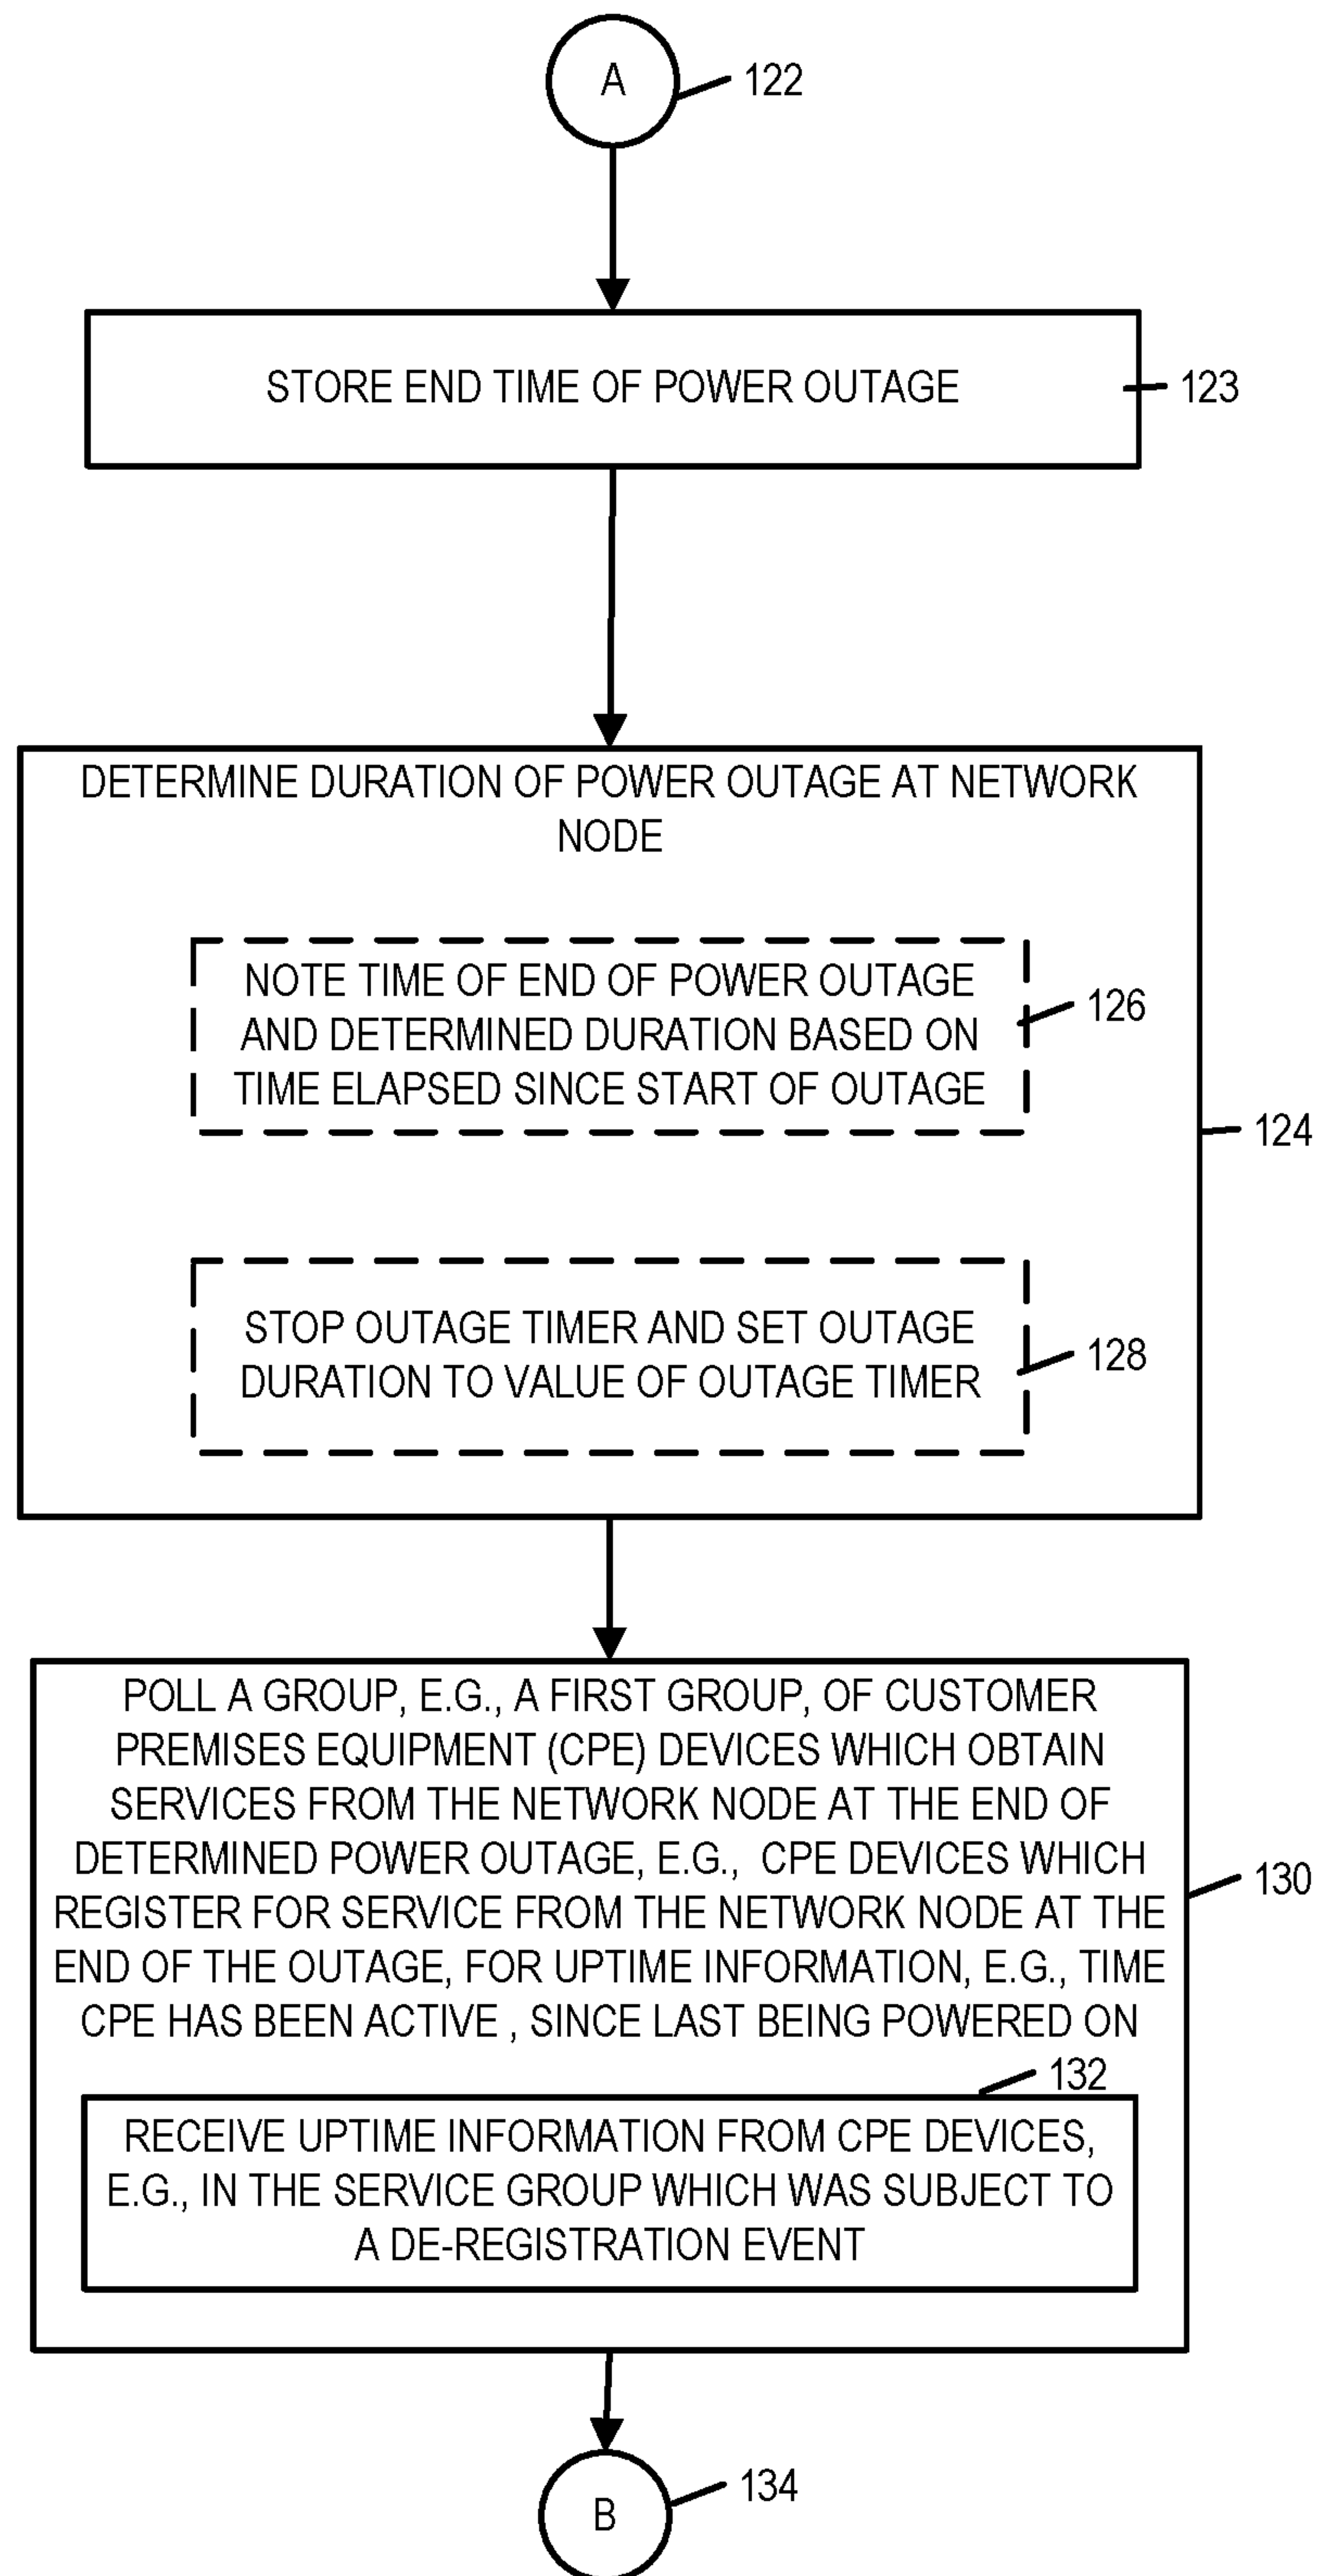 A
122
STORE END TIME OF POWER OUTAGE
123
DETERMINE DURATION OF POWER OUTAGE AT NETWORK
NODE
NOTE TIME OF END OF POWER OUTAGE
AND DETERMINED DURATION BASED ON
TIME ELAPSED SINCE START OF OUTAGE
126
124
STOP OUTAGE TIMER AND SET OUTAGE
DURATION TO VALUE OF OUTAGE TIMER
128
POLL A GROUP, E.G., A FIRST GROUP, OF CUSTOMER
PREMISES EQUIPMENT (CPE) DEVICES WHICH OBTAIN
SERVICES FROM THE NETWORK NODE AT THE END OF
DETERMINED POWER OUTAGE, E.G., CPE DEVICES WHICH
REGISTER FOR SERVICE FROM THE NETWORK NODE AT THE
END OF THE OUTAGE, FOR UPTIME INFORMATION, E.G., TIME
CPE HAS BEEN ACTIVE , SINCE LAST BEING POWERED ON
130
132
RECEIVE UPTIME INFORMATION FROM CPE DEVICES,
E.G., IN THE SERVICE GROUP WHICH WAS SUBJECT TO
A DE-REGISTRATION EVENT
B
134